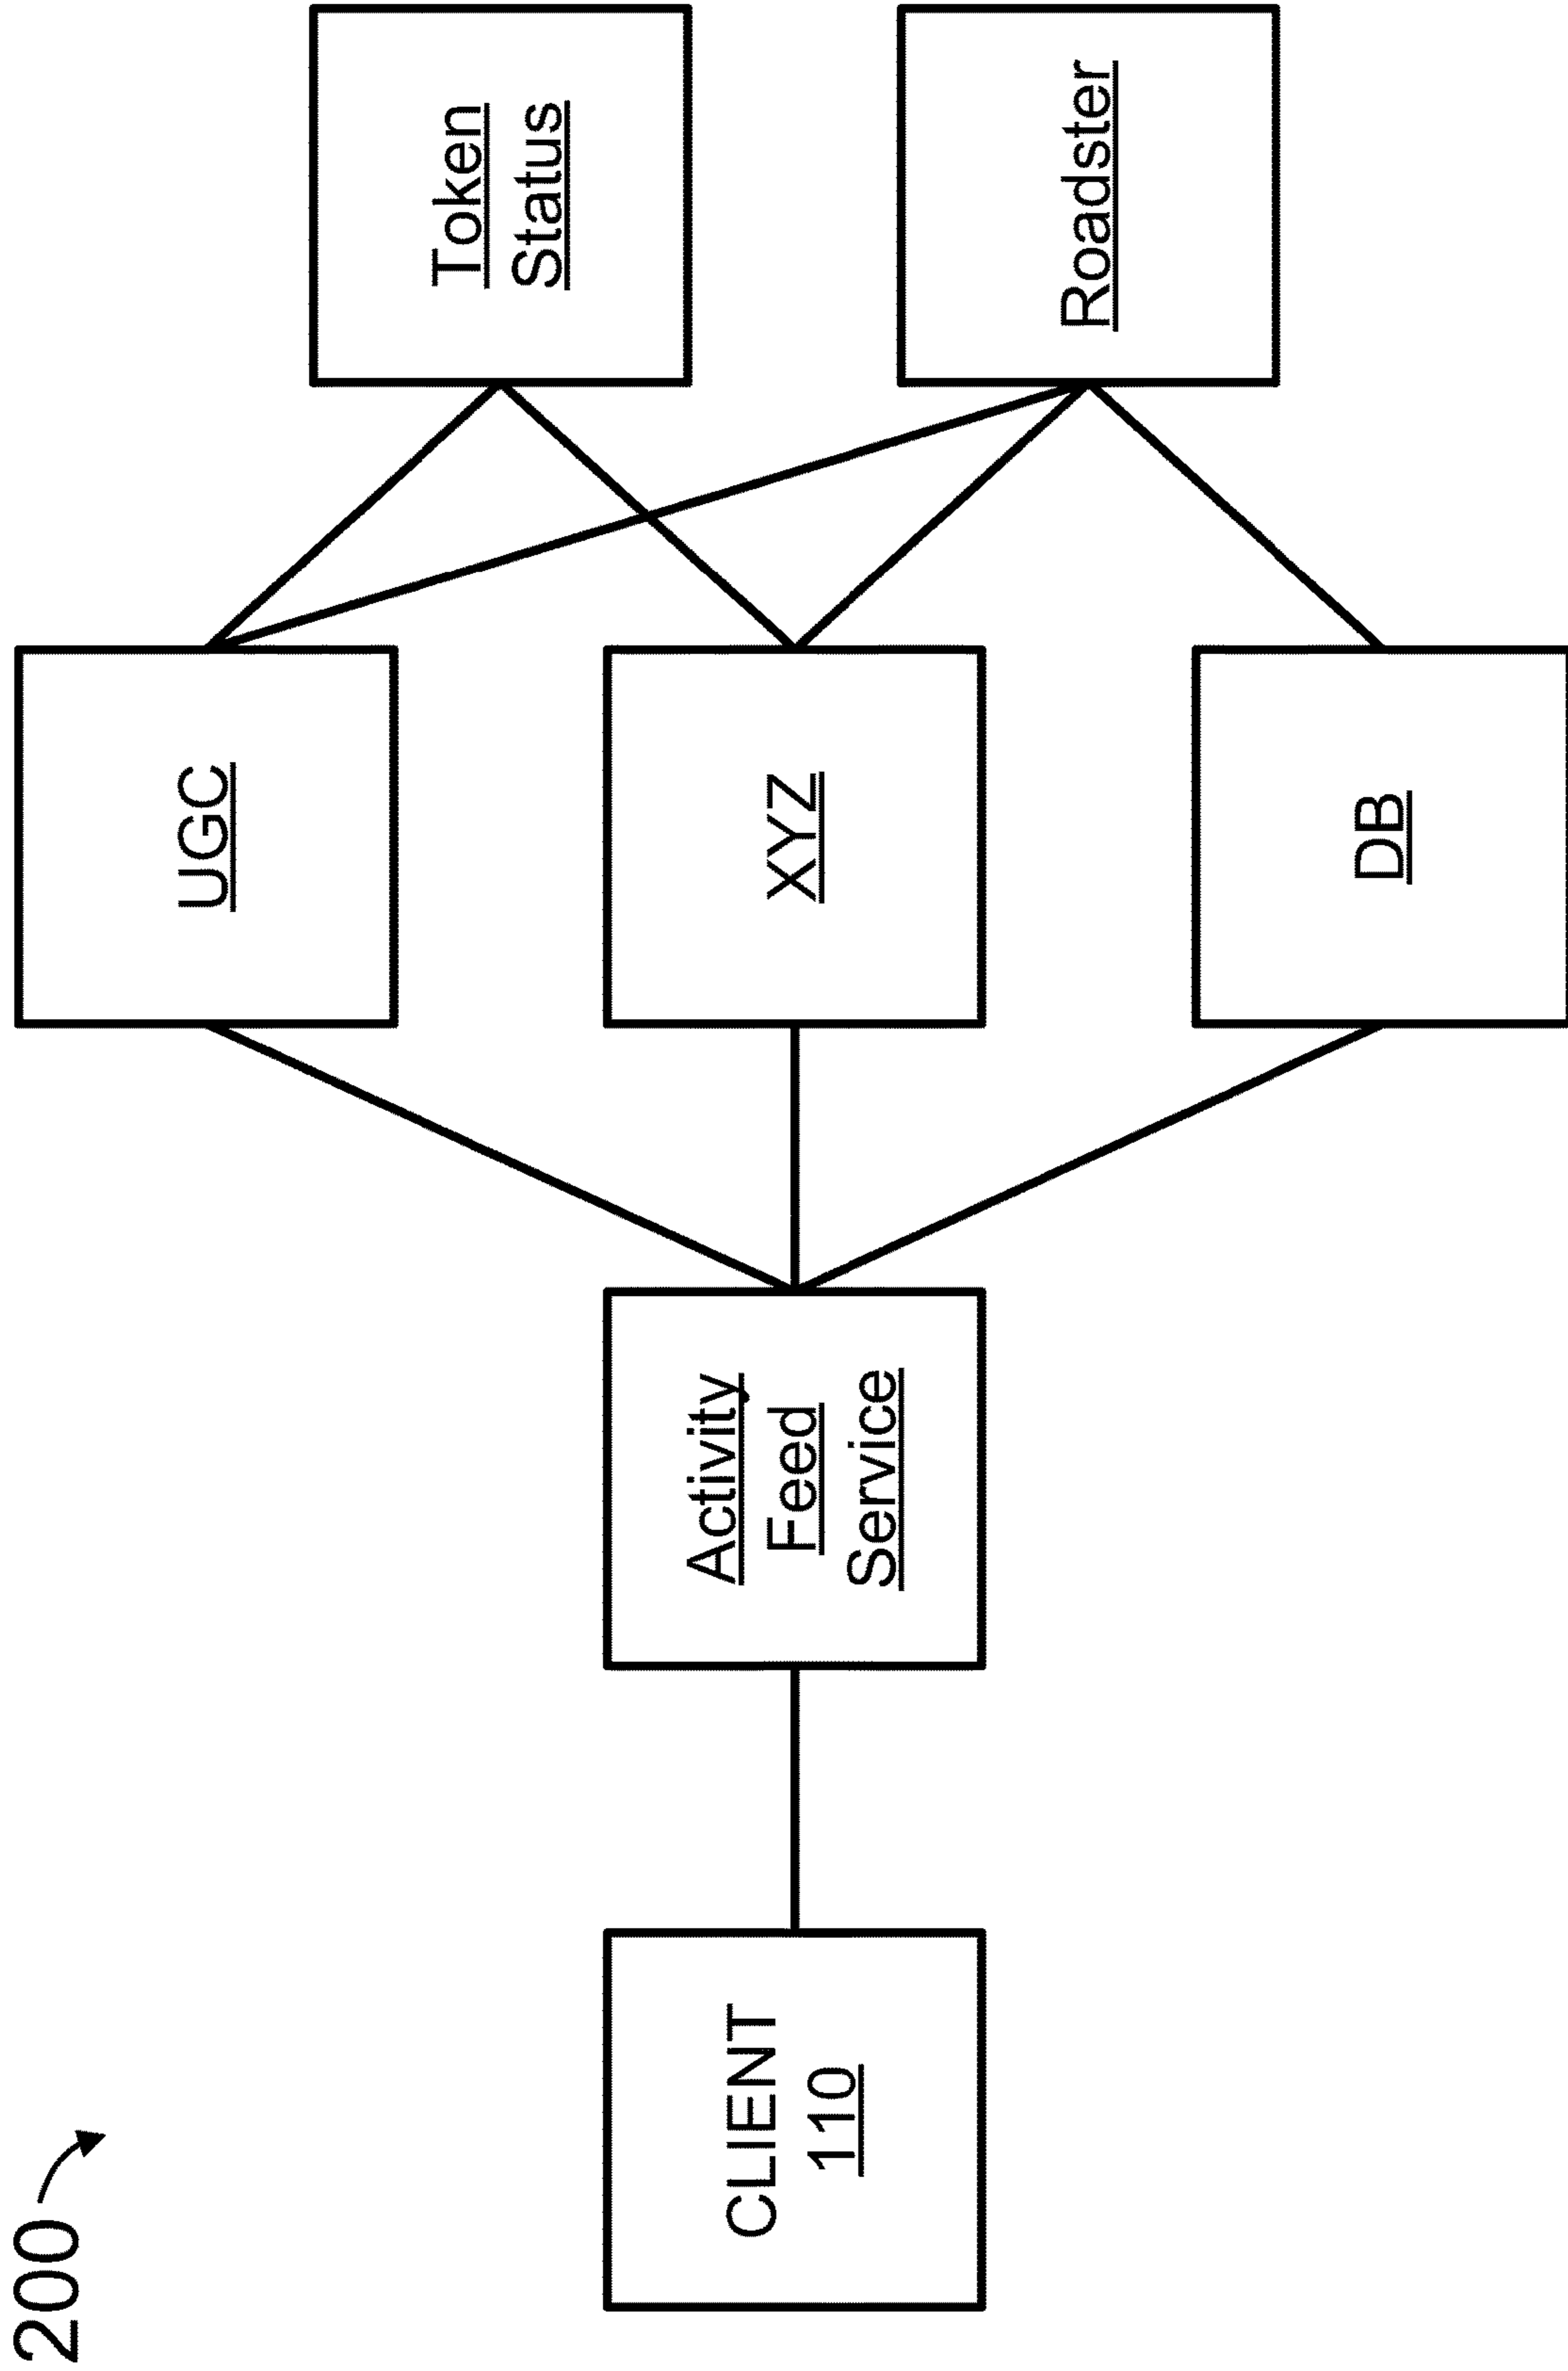 200
CLIENT
110
Activity
Feed
Service
UGC
XYZ
DB
Token
Status
Roadster